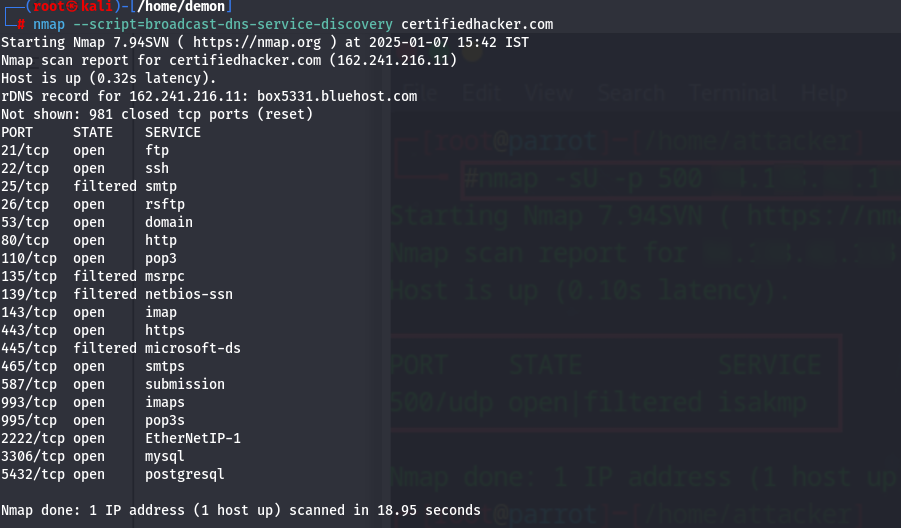 (root㉿kali)-[/home/demon]
# nmap --script=broadcast-dns-service-discovery certifiedhacker.com
Starting Nmap 7.94SVN ( https://nmap.org ) at 2025-01-07 15:42 IST
Nmap scan report for certifiedhacker.com (162.241.216.11)
Host is up (0.32s latency).
rDNS record for 162.241.216.11: box5331.bluehost.com
Not shown: 981 closed tcp ports (reset)
PORT     STATE    SERVICE
21/tcp   open     ftp
22/tcp   open     ssh
25/tcp   filtered smtp
26/tcp   open     rsftp
53/tcp   open     domain
80/tcp   open     http
110/tcp  open     pop3
135/tcp  filtered msrpc
139/tcp  filtered netbios-ssn
143/tcp  open     imap
443/tcp  open     https
445/tcp  filtered microsoft-ds
465/tcp  open     smtps
587/tcp  open     submission
993/tcp  open     imaps
995/tcp  open     pop3s
2222/tcp open     EtherNetIP-1
3306/tcp open     mysql
5432/tcp open     postgresql
Nmap done: 1 IP address (1 host up) scanned in 18.95 seconds
Edit View Search Terminal Help
[root@parrot]-[/home/attacker]
#nmap -sU -p 500
Starting Nmap 7.94SVN ( https://nm
Nmap scan report for
Host is up (0.10s latency).
PORT STATE SERVICE
500/udp open|filtered isakmp
Nmap done: 1 IP address (1 host up)
[root@parrot]-[/home/attacker]